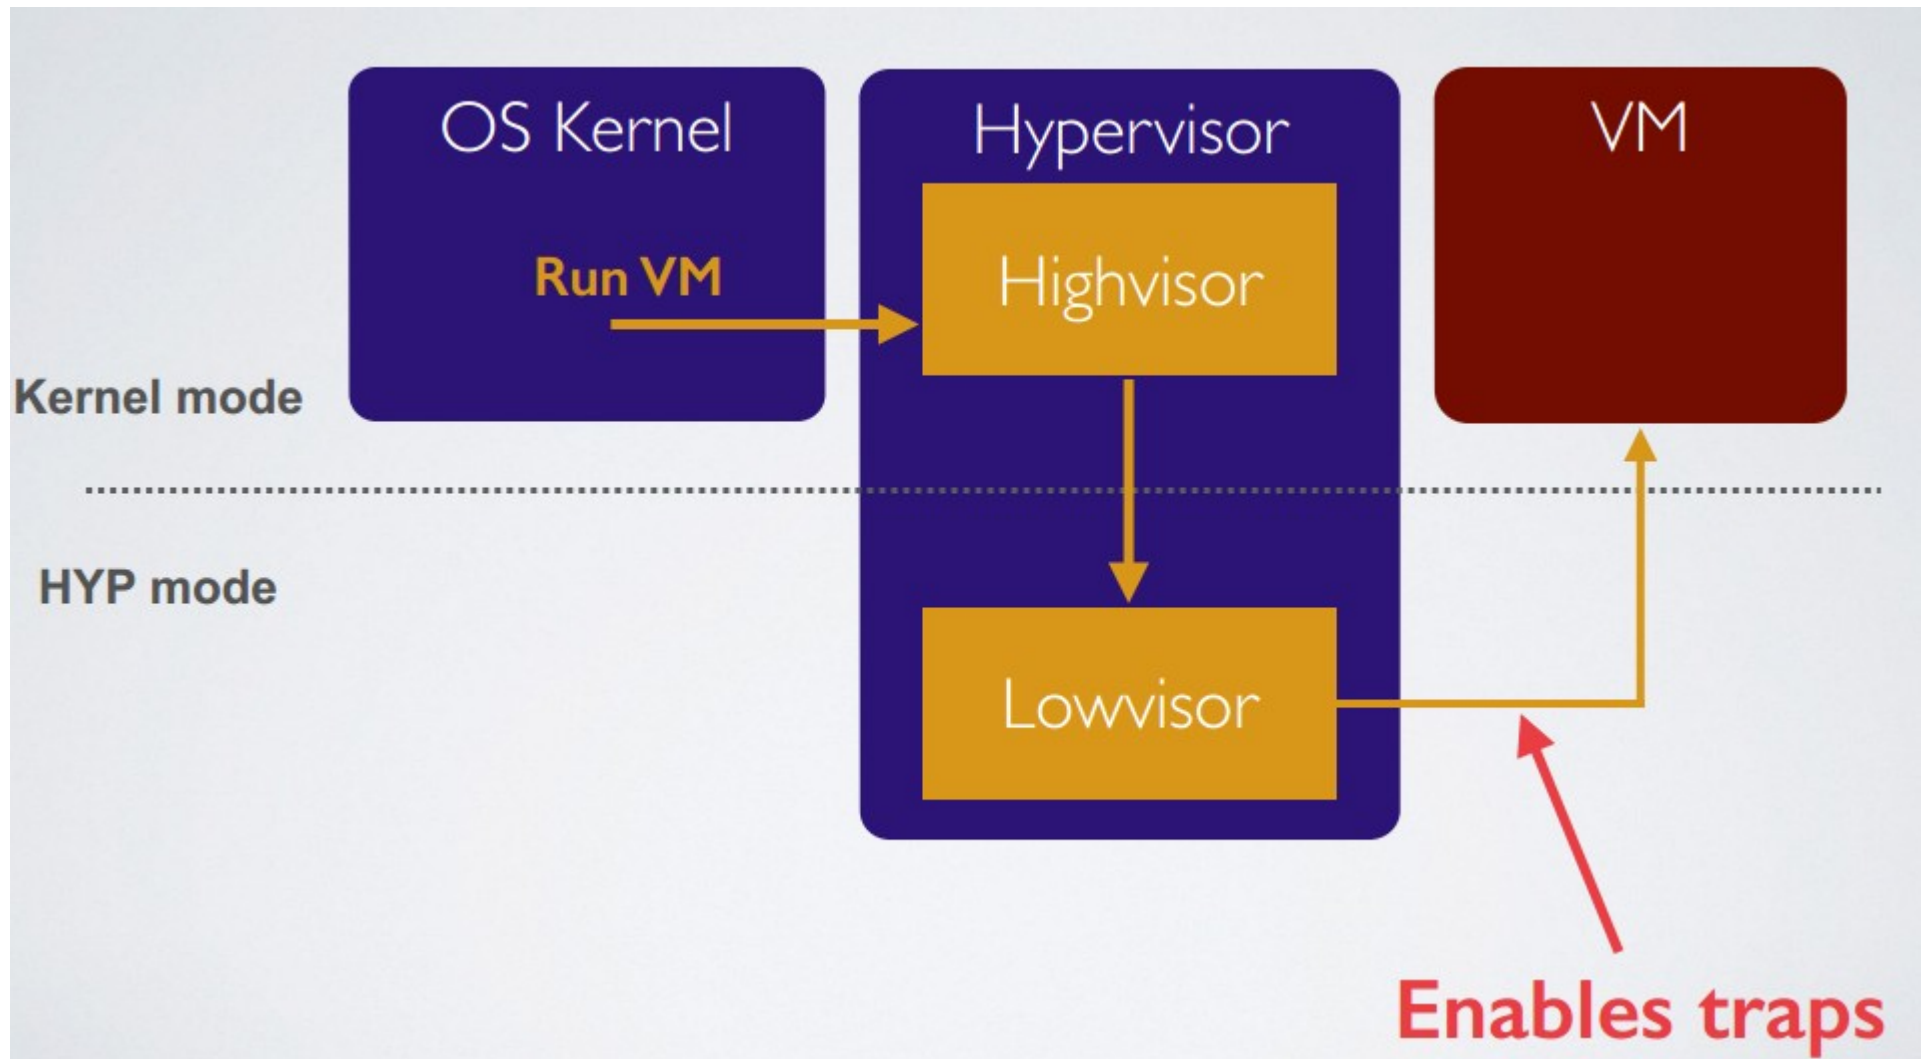 OS Kernel
Hypervisor
VM
Run VM
Highvisor
Kernel mode
HYP mode
Lowvisor
Enables traps